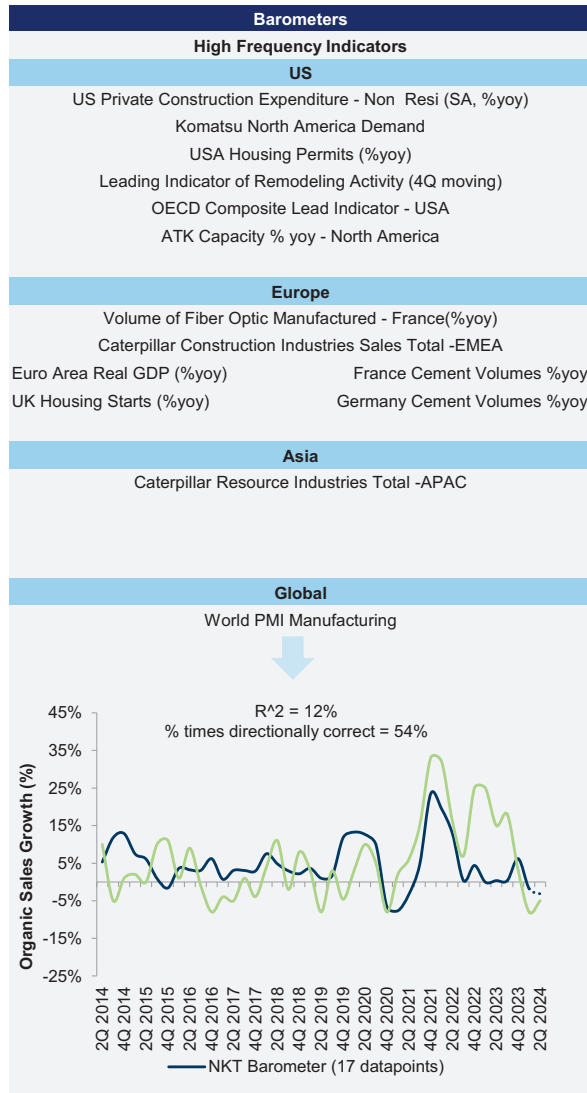 Barometers
High Frequency Indicators
US
US Private Construction Expenditure - Non Resi (SA, %yoy)
Komatsu North America Demand
USA Housing Permits (%yoy)
Leading Indicator of Remodeling Activity (4Q moving)
OECD Composite Lead Indicator - USA
ATK Capacity % yoy - North America
Europe
Volume of Fiber Optic Manufactured - France(%yoy)
Caterpillar Construction Industries Sales Total -EMEA
Euro Area Real GDP (%yoy) France Cement Volumes %yoy
UK Housing Starts (%yoy) Germany Cement Volumes %yoy
Asia
Caterpillar Resource Industries Total -APAC
Global
World PMI Manufacturing
R^2 = 12%
% times directionally correct = 54%
Organic Sales Growth (%)
45%
35%
25%
15%
5%
-5%
-15%
-25%
2Q 2014
4Q 2014
2Q 2015
4Q 2015
2Q 2016
4Q 2016
2Q 2017
4Q 2017
2Q 2018
4Q 2018
2Q 2019
4Q 2019
2Q 2020
4Q 2020
2Q 2021
4Q 2021
2Q 2022
4Q 2022
2Q 2023
4Q 2023
2Q 2024
NKT Barometer (17 datapoints)